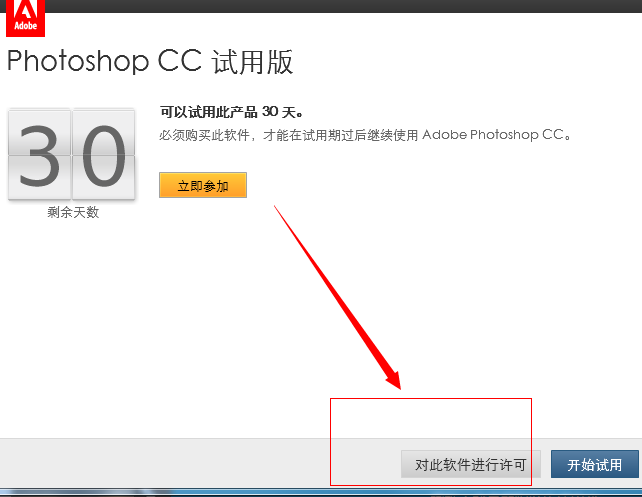 Adobe
Photoshop CC 试用版
30
剩余天数
可以试用此产品 30 天。
必须购买此软件，才能在试用期过后继续使用 Adobe Photoshop CC。
立即参加
对此软件进行许可
开始试用